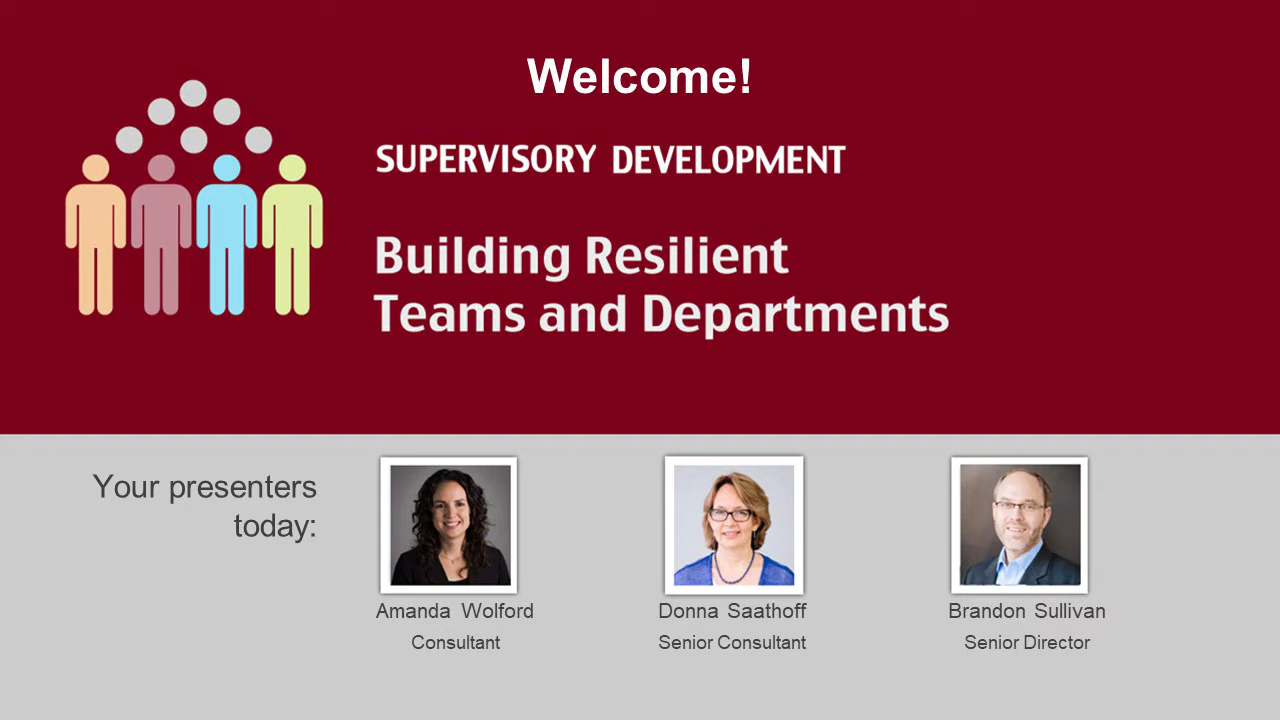 Welcome!
SUPERVISORY DEVELOPMENT
Building Resilient
Teams and Departments
Your presenters
today:
Amanda Wolford
Consultant
Donna Saathoff
Senior Consultant
Brandon Sullivan
Senior Director